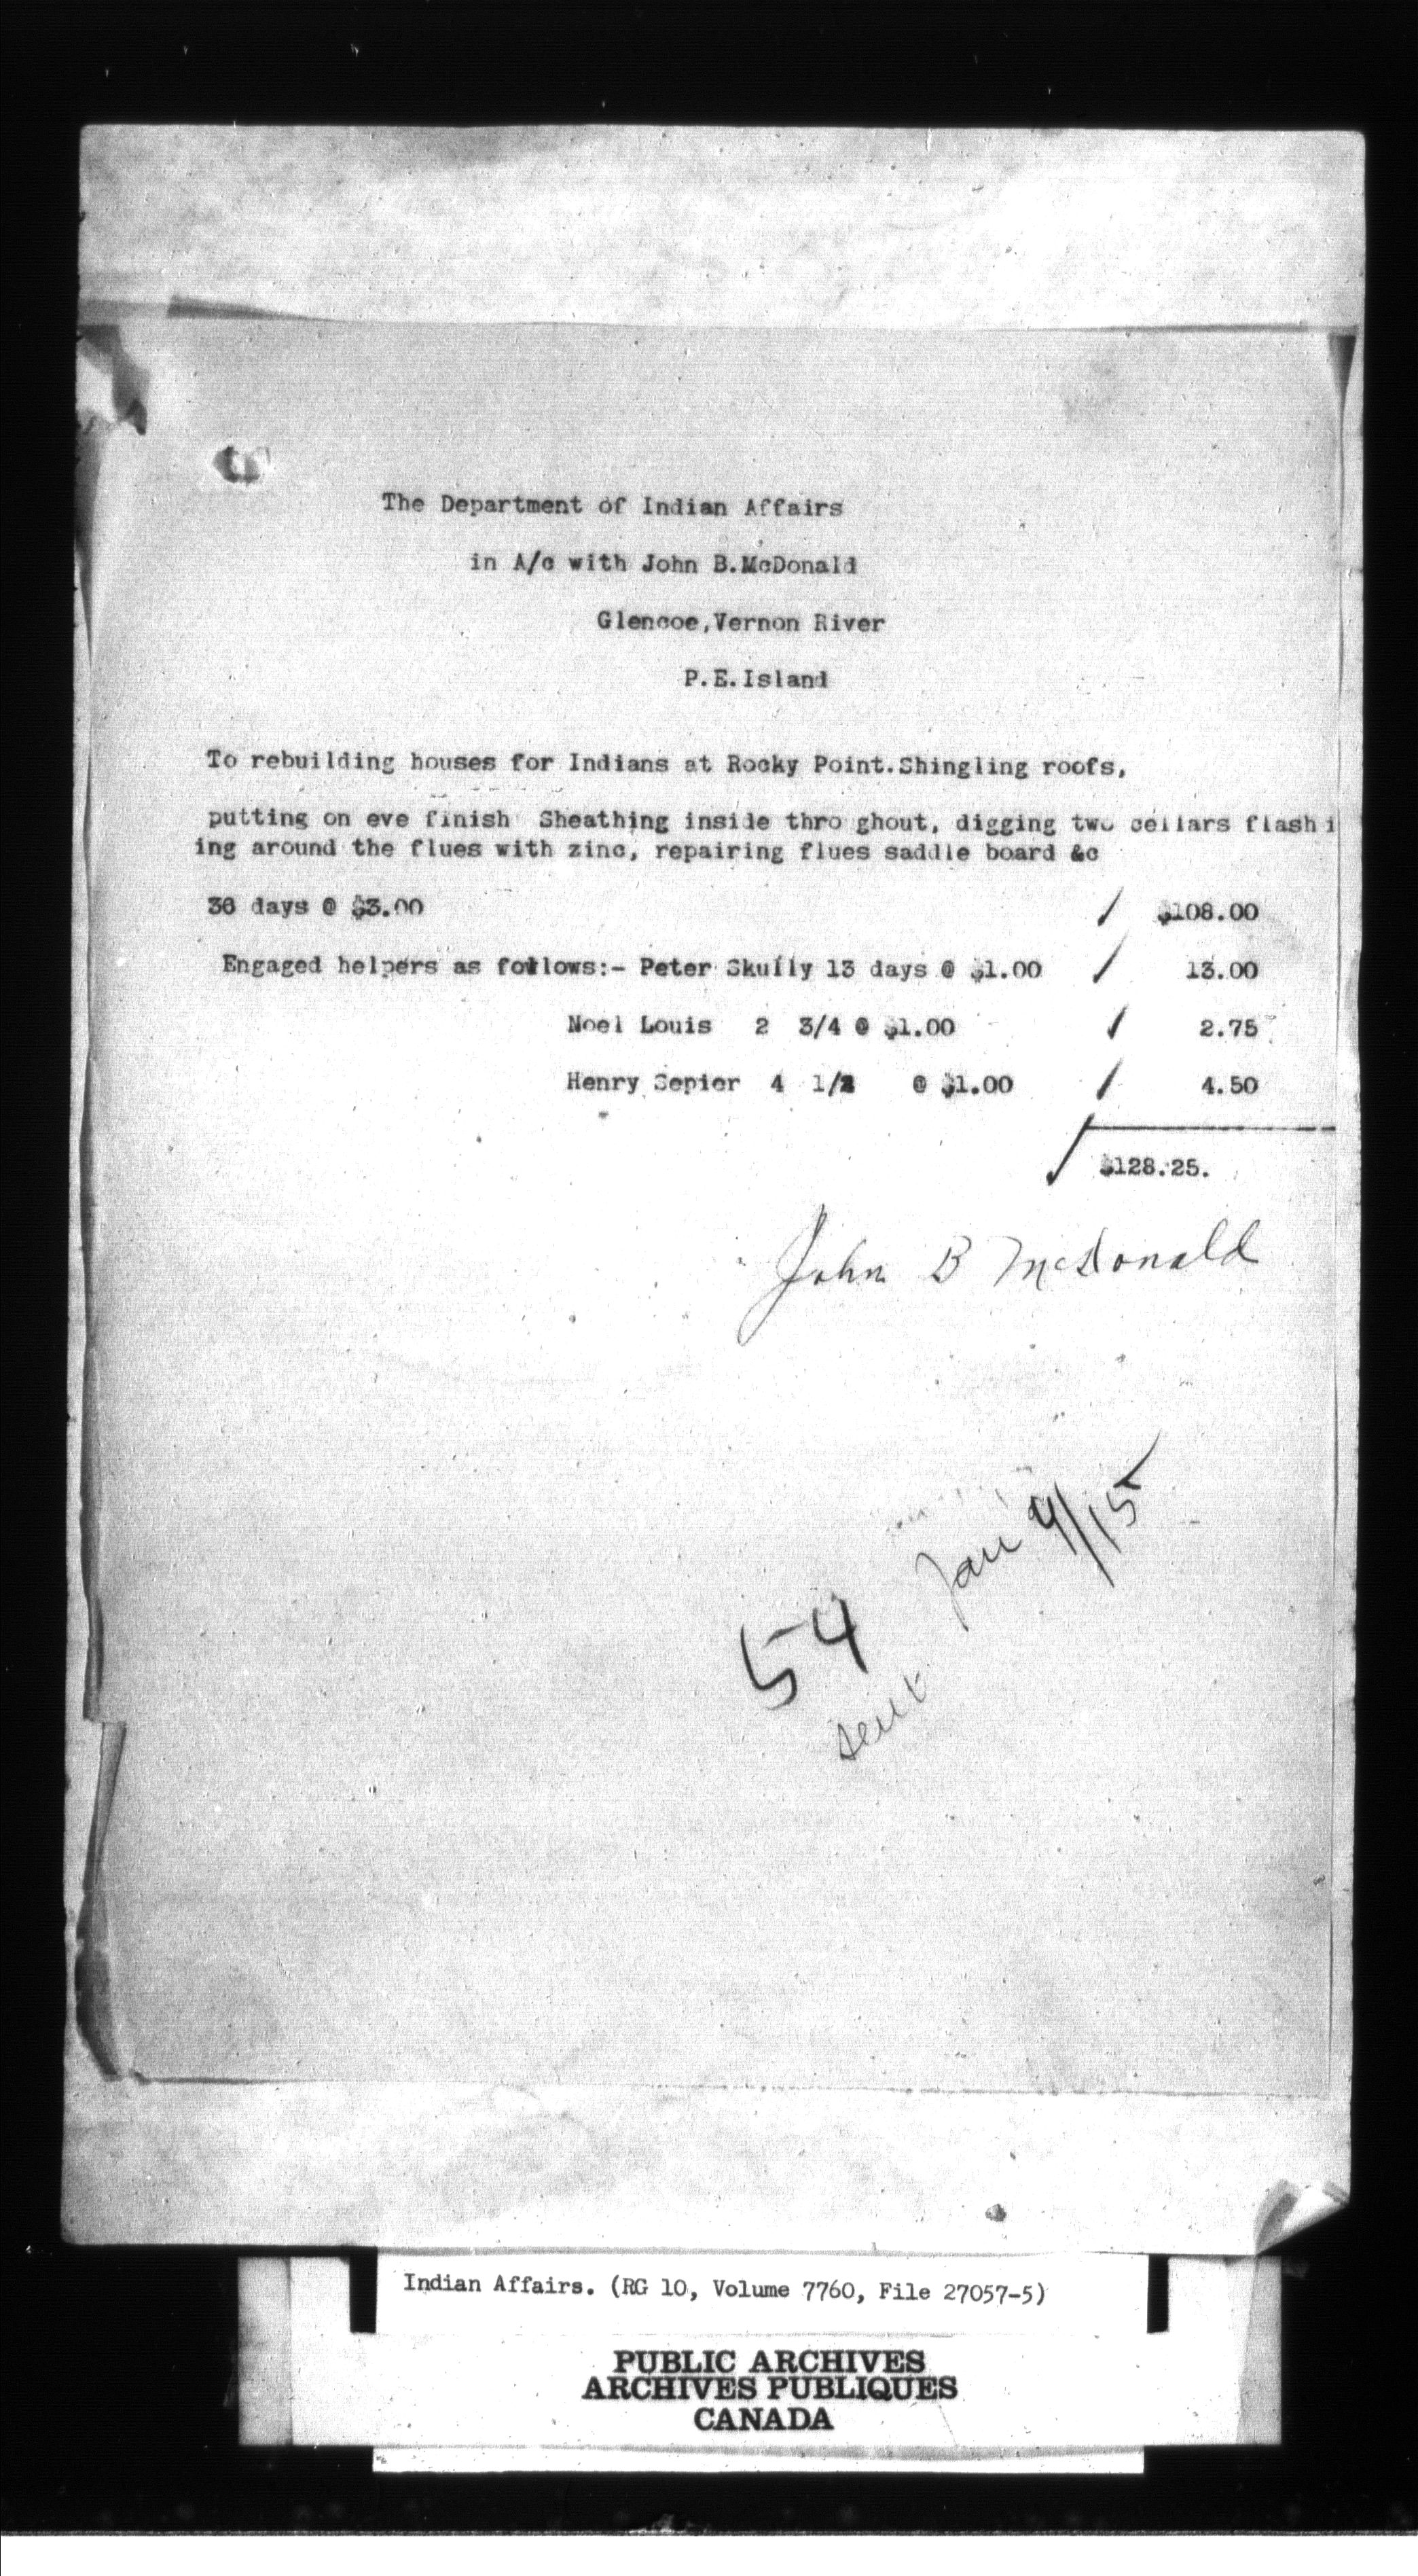 The Department of Indian Affairs
in A/c with John B.McDonald
Glencoe,Vernon River
P.E.Island
To rebuilding houses for Indians at Rocky Point.Shingling roofs,
putting on eve finish Sheathing inside thro ghout, digging two cellars flash i
ing around the flues with zinc, repairing flues saddle board &c
36 days @ $3.00 / $108.00
Engaged helpers as follows:- Peter Skully 13 days @ $1.00 / 13.00
Noel Louis 2 3/4 @ $1.00 / 2.75
Henry Sepier 4 1/2 @ $1.00 / 4.50
$128.25.
John B McDonald
Jan 9/15
54
sent
Indian Affairs. (RG 10, Volume 7760, File 27057-5)
PUBLIC ARCHIVES
ARCHIVES PUBLIQUES
CANADA